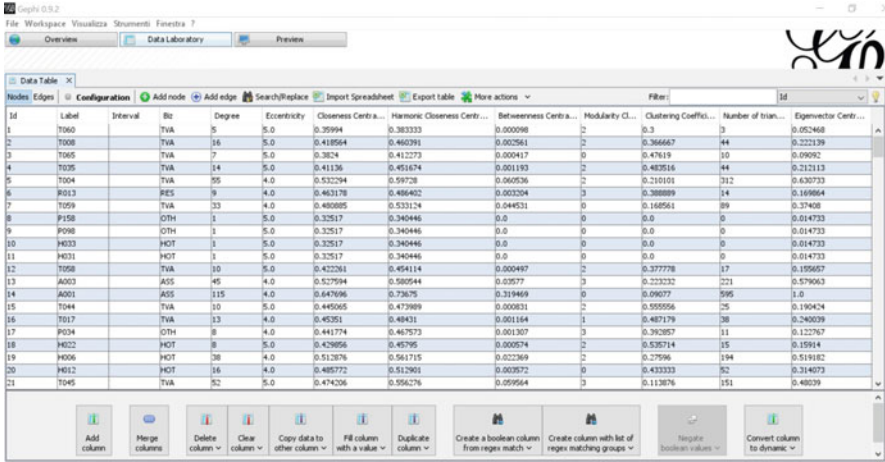 Gephi 0.9.2
File Workspace Visualizza Strumenti Finestra ?
Overview Data Laboratory Preview
Data Table X
Nodes Edges Configuration Add node Add edge Search/Replace Import Spreadsheet Export table More actions Filter: Id
Id Label Interval Biz Degree Eccentricity Closeness Centra... Harmonic Closeness Centr... Betweenness Centra... Modularity Cl... Clustering Coeffici... Number of trian... Eigenvector Centr...
1 T060 TVA 5 5.0 0.35994 0.383333 0.000098 2 0.3 3 0.052468
2 T008 TVA 16 5.0 0.418564 0.460391 0.002561 2 0.366667 44 0.222139
3 T065 TVA 7 5.0 0.3824 0.412273 0.000417 0 0.47619 10 0.09092
4 T035 TVA 14 5.0 0.41136 0.451674 0.001193 2 0.483516 44 0.212113
5 T004 TVA 55 4.0 0.532294 0.59728 0.060536 2 0.210101 312 0.630733
6 R013 RES 9 4.0 0.463178 0.486402 0.003204 3 0.388889 14 0.169864
7 T059 TVA 33 4.0 0.480885 0.533124 0.044531 0 0.168561 89 0.37408
8 P158 OTH 1 5.0 0.32517 0.340446 0.0 0 0.0 0 0.014733
9 P098 OTH 1 5.0 0.32517 0.340446 0.0 0 0.0 0 0.014733
10 H033 HOT 1 5.0 0.32517 0.340446 0.0 0 0.0 0 0.014733
11 H031 HOT 1 5.0 0.32517 0.340446 0.0 0 0.0 0 0.014733
12 T058 TVA 10 5.0 0.422261 0.454114 0.000497 2 0.377778 17 0.155657
13 A003 ASS 45 4.0 0.527594 0.580544 0.03577 3 0.223232 221 0.579063
14 A001 ASS 115 4.0 0.647696 0.73675 0.319469 0 0.09077 595 1.0
15 T044 TVA 10 5.0 0.445065 0.473989 0.000831 2 0.555556 25 0.190424
16 T017 TVA 13 4.0 0.45351 0.48431 0.001164 1 0.487179 38 0.240039
17 P034 OTH 8 4.0 0.441774 0.467573 0.001307 3 0.392857 11 0.122767
18 H022 HOT 8 5.0 0.429856 0.45795 0.000574 2 0.535714 15 0.15914
19 H006 HOT 38 4.0 0.512876 0.561715 0.022369 2 0.27596 194 0.519182
20 H012 HOT 16 4.0 0.485772 0.512901 0.003572 0 0.433333 52 0.314073
21 T045 TVA 52 5.0 0.474206 0.556276 0.059564 3 0.113876 151 0.48039
Add column Merge columns Delete column Clear column Copy data to other column Fill column with a value Duplicate column Create a boolean column from regex match Create column with list of regex matching groups Negate boolean values Convert column to dynamic